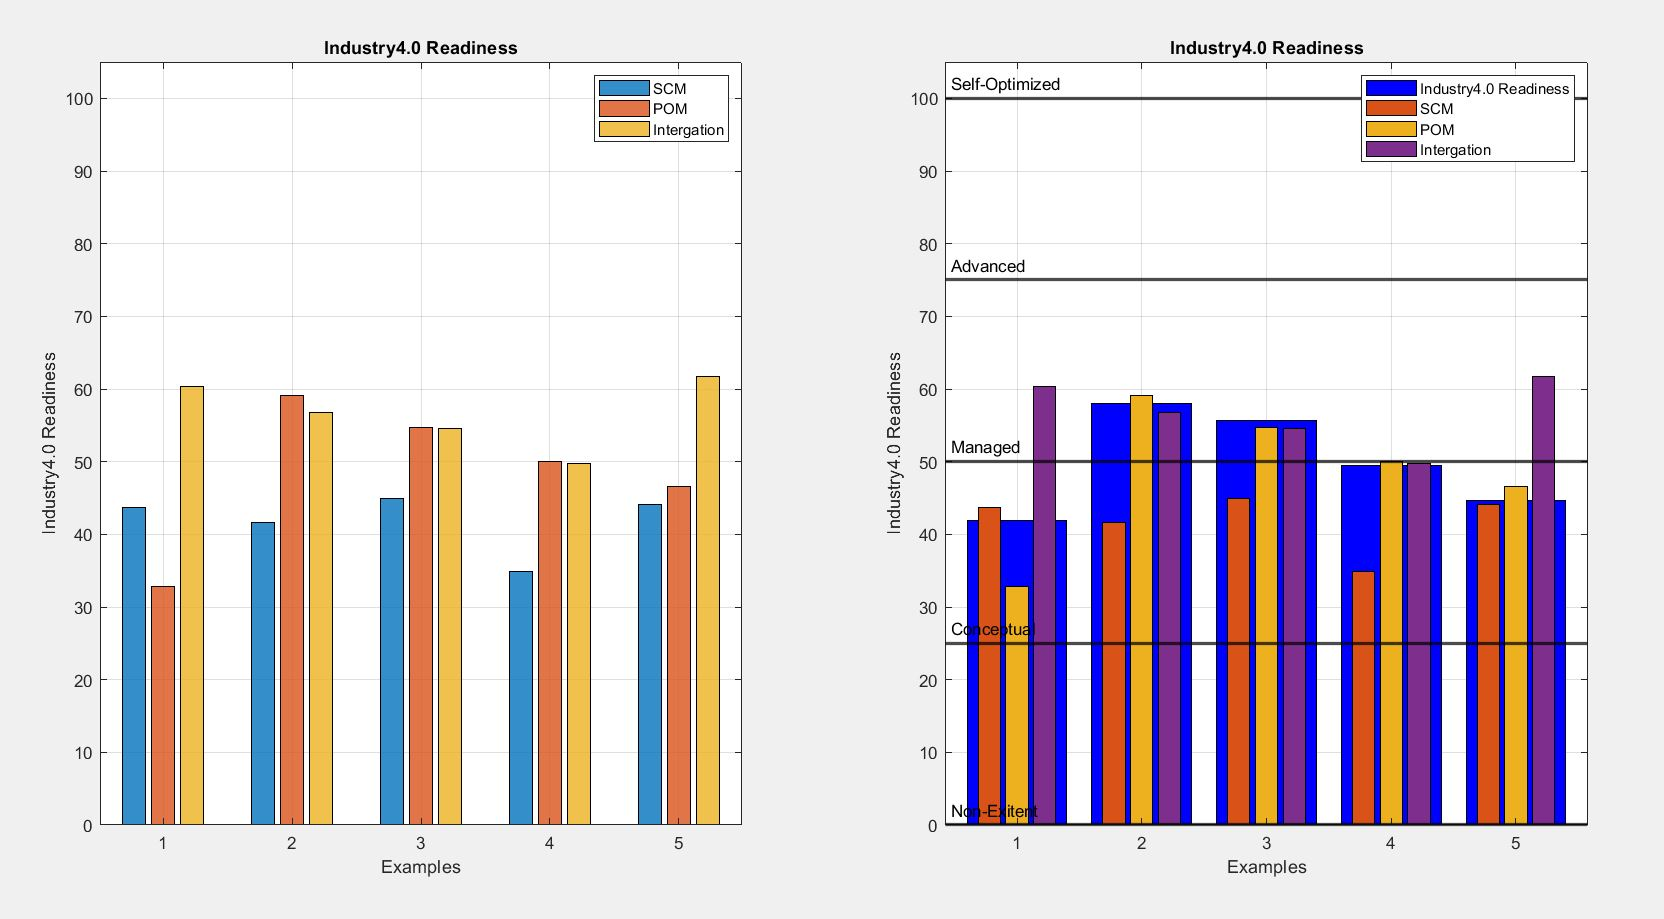 Industry4.0 Readiness
SCM
POM
Intergation
100
90
80
70
60
50
40
30
20
10
0
Industry4.0 Readiness
1 2 3 4 5
Examples
Industry4.0 Readiness
Industry4.0 Readiness
SCM
POM
Intergation
Self-Optimized
Advanced
Managed
Conceptual
Non-Exitent
100
90
80
70
60
50
40
30
20
10
0
Industry4.0 Readiness
1 2 3 4 5
Examples